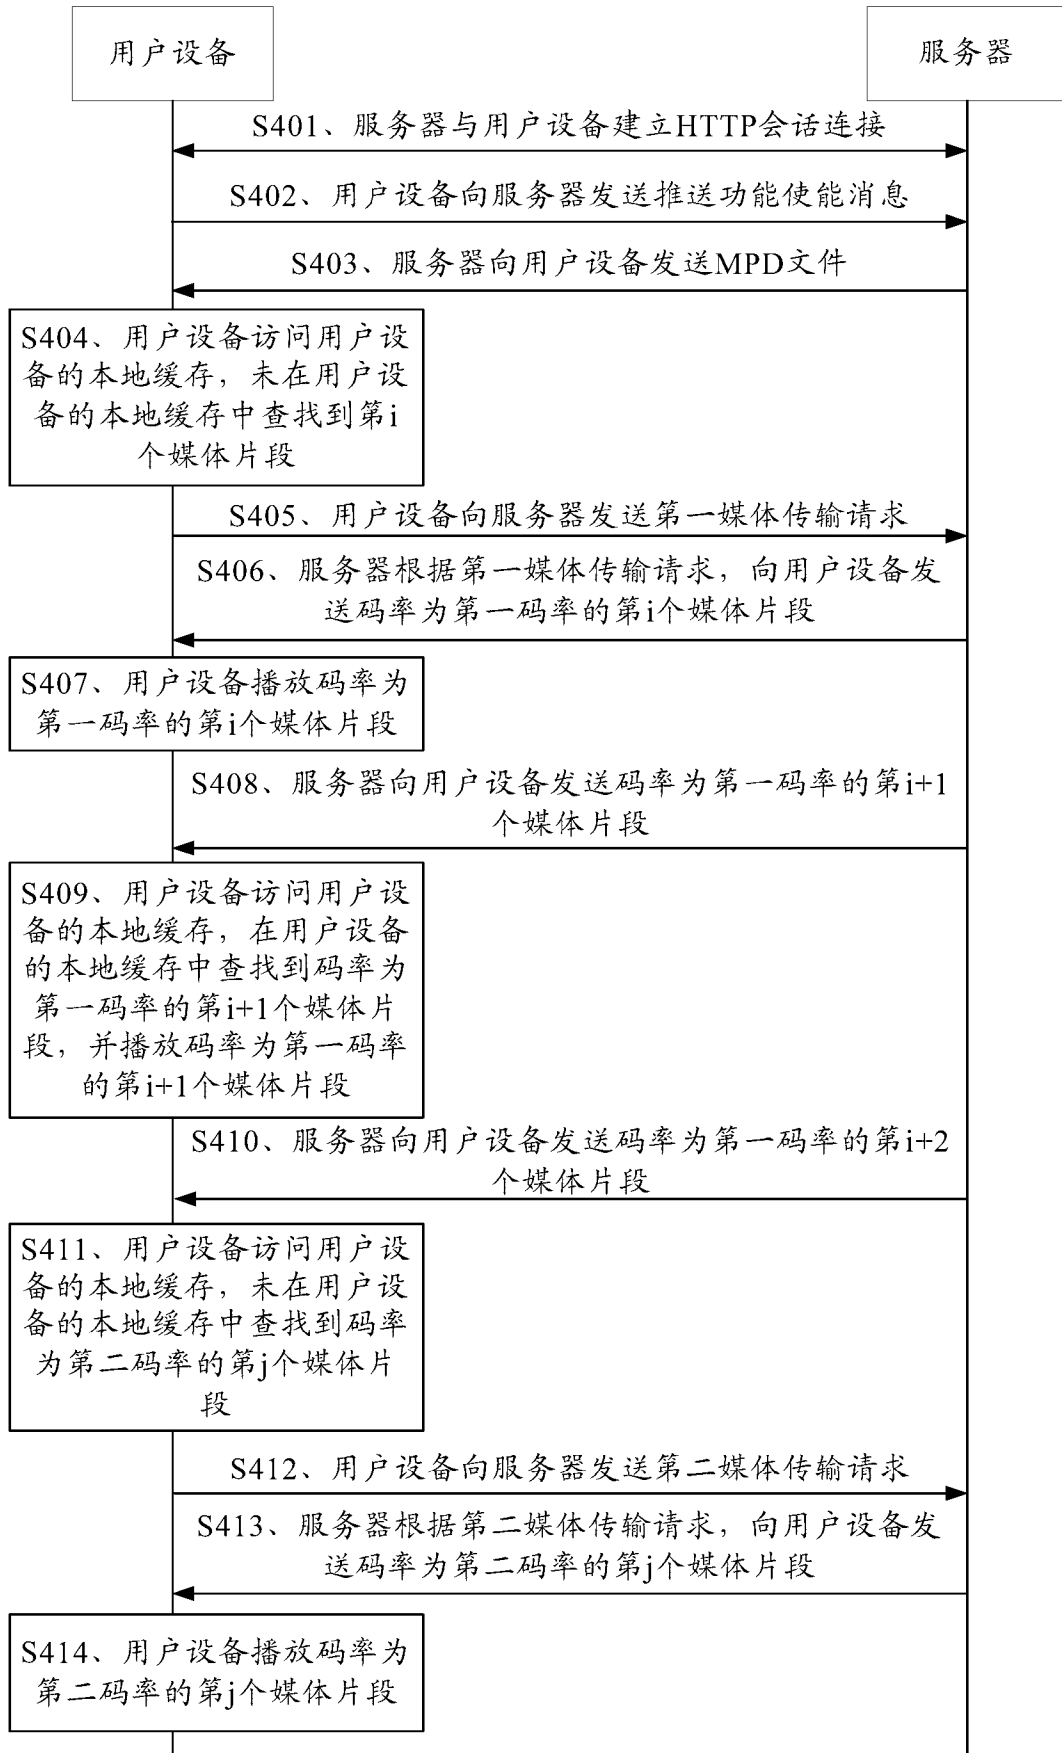 用户设备
服务器
S401、服务器与用户设备建立HTTP会话连接
S402、用户设备向服务器发送推送功能使能消息
S403、服务器向用户设备发送MPD文件
S404、用户设备访问用户设
备的本地缓存，未在用户设
备的本地缓存中查找到第i
个媒体片段
S405、用户设备向服务器发送第一媒体传输请求
S406、服务器根据第一媒体传输请求，向用户设备发
送码率为第一码率的第i个媒体片段
S407、用户设备播放码率为
第一码率的第i个媒体片段
S408、服务器向用户设备发送码率为第一码率的第i+1
个媒体片段
S409、用户设备访问用户设
备的本地缓存，在用户设备
的本地缓存中查找到码率为
第一码率的第i+1个媒体片
段，并播放码率为第一码率
的第i+1个媒体片段
S410、服务器向用户设备发送码率为第一码率的第i+2
个媒体片段
S411、用户设备访问用户设
备的本地缓存，未在用户设
备的本地缓存中查找到码率
为第二码率的第j个媒体片
段
S412、用户设备向服务器发送第二媒体传输请求
S413、服务器根据第二媒体传输请求，向用户设备发
送码率为第二码率的第j个媒体片段
S414、用户设备播放码率为
第二码率的第j个媒体片段